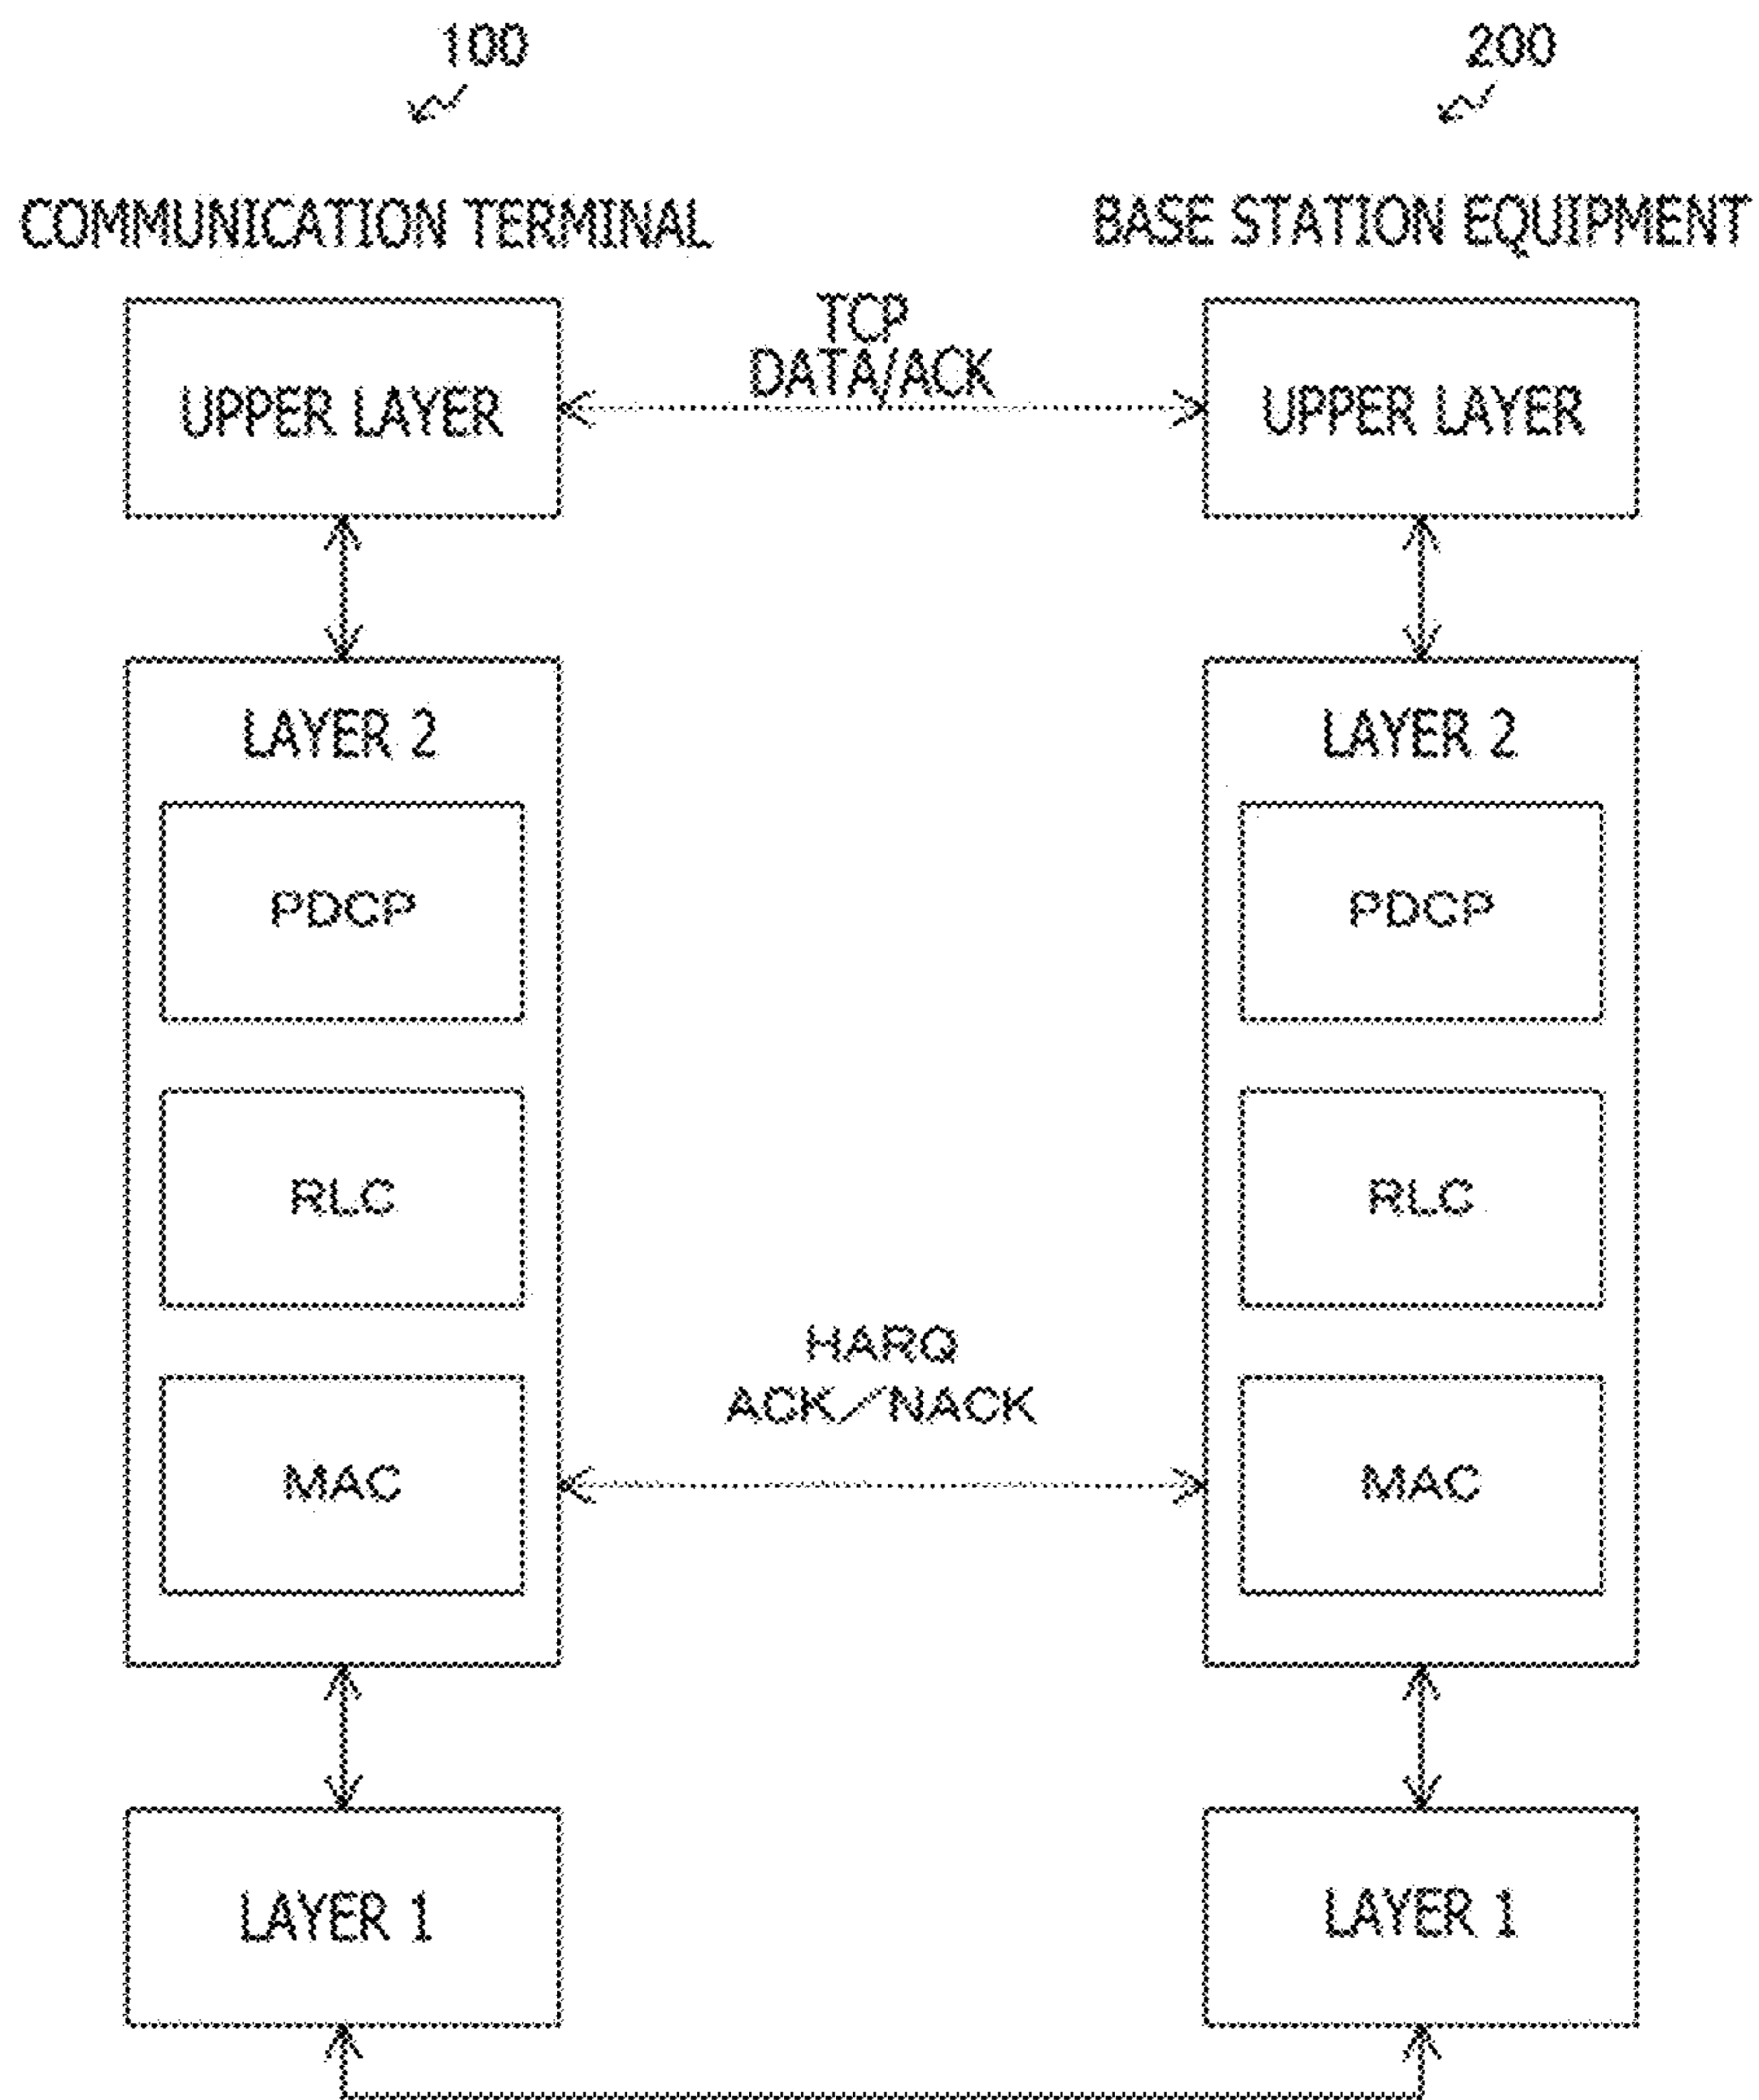 100
200
COMMUNICATION TERMINAL
BASE STATION EQUIPMENT
TCP
DATA/ACK
UPPER LAYER
UPPER LAYER
LAYER 2
LAYER 2
PDCP
PDCP
RLC
RLC
HARQ
ACK/NACK
MAC
MAC
LAYER 1
LAYER 1